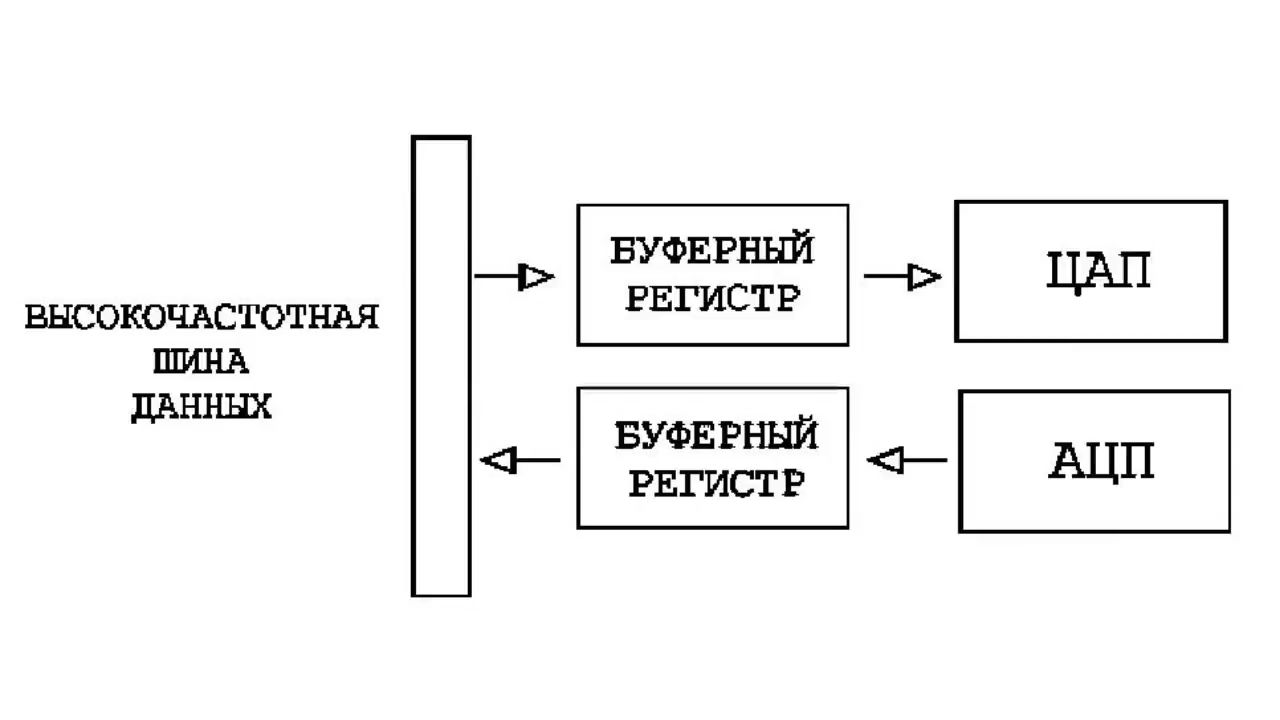 ВЫСОКОЧАСТОТНАЯ
ШИНА
ДАННЫХ
БУФЕРНЫЙ
РЕГИСТР
ЦАП
БУФЕРНЫЙ
РЕГИСТР
АЦП